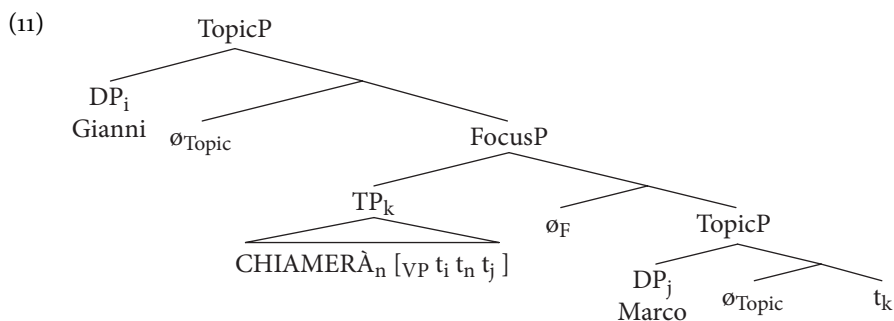 (11)
TopicP
DPi
Gianni
øTopic
FocusP
TPk
øF
TopicP
CHIAMERÀn [VP ti tn tj ]
DPj
Marco
øTopic
tk